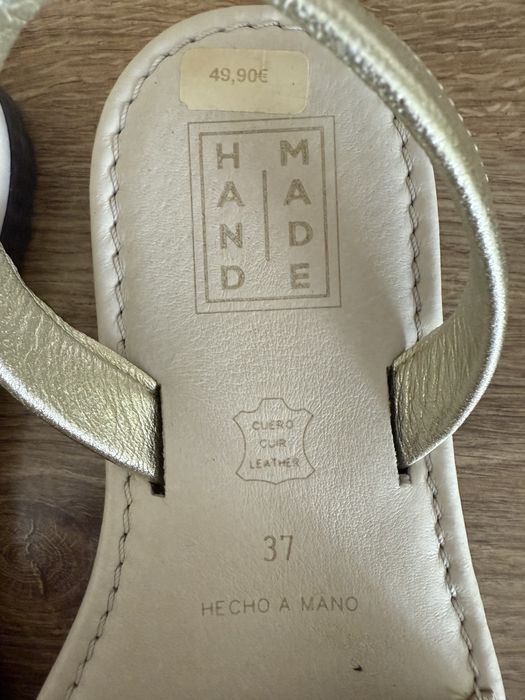 49,90€
HAND
MADE
CUERO
CUIR
LEATHER
37
HECHO A MANO